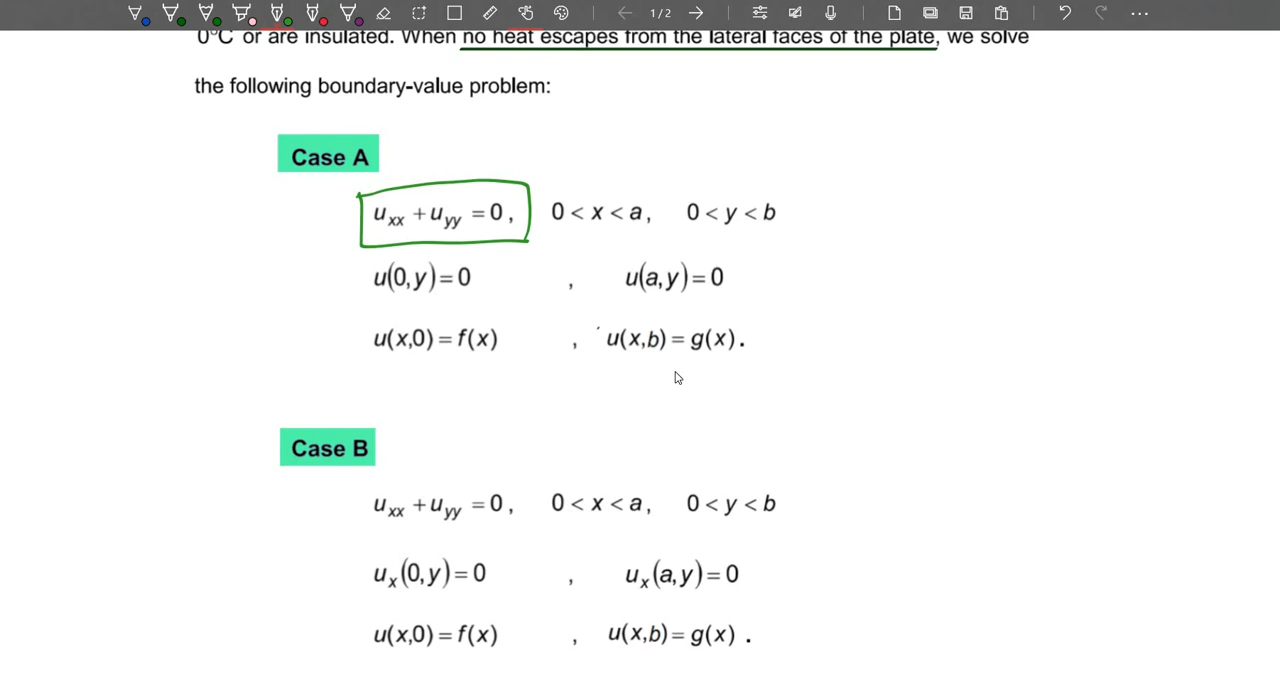 1/2
0°C or are insulated. When no heat escapes from the lateral faces of the plate, we solve
the following boundary-value problem:
Case A
u_xx + u_yy = 0, 0 < x < a, 0 < y < b
u(0,y) = 0 , u(a,y) = 0
u(x,0) = f(x) , u(x,b) = g(x).
Case B
u_xx + u_yy = 0, 0 < x < a, 0 < y < b
u_x(0,y) = 0 , u_x(a,y) = 0
u(x,0) = f(x) , u(x,b) = g(x) .